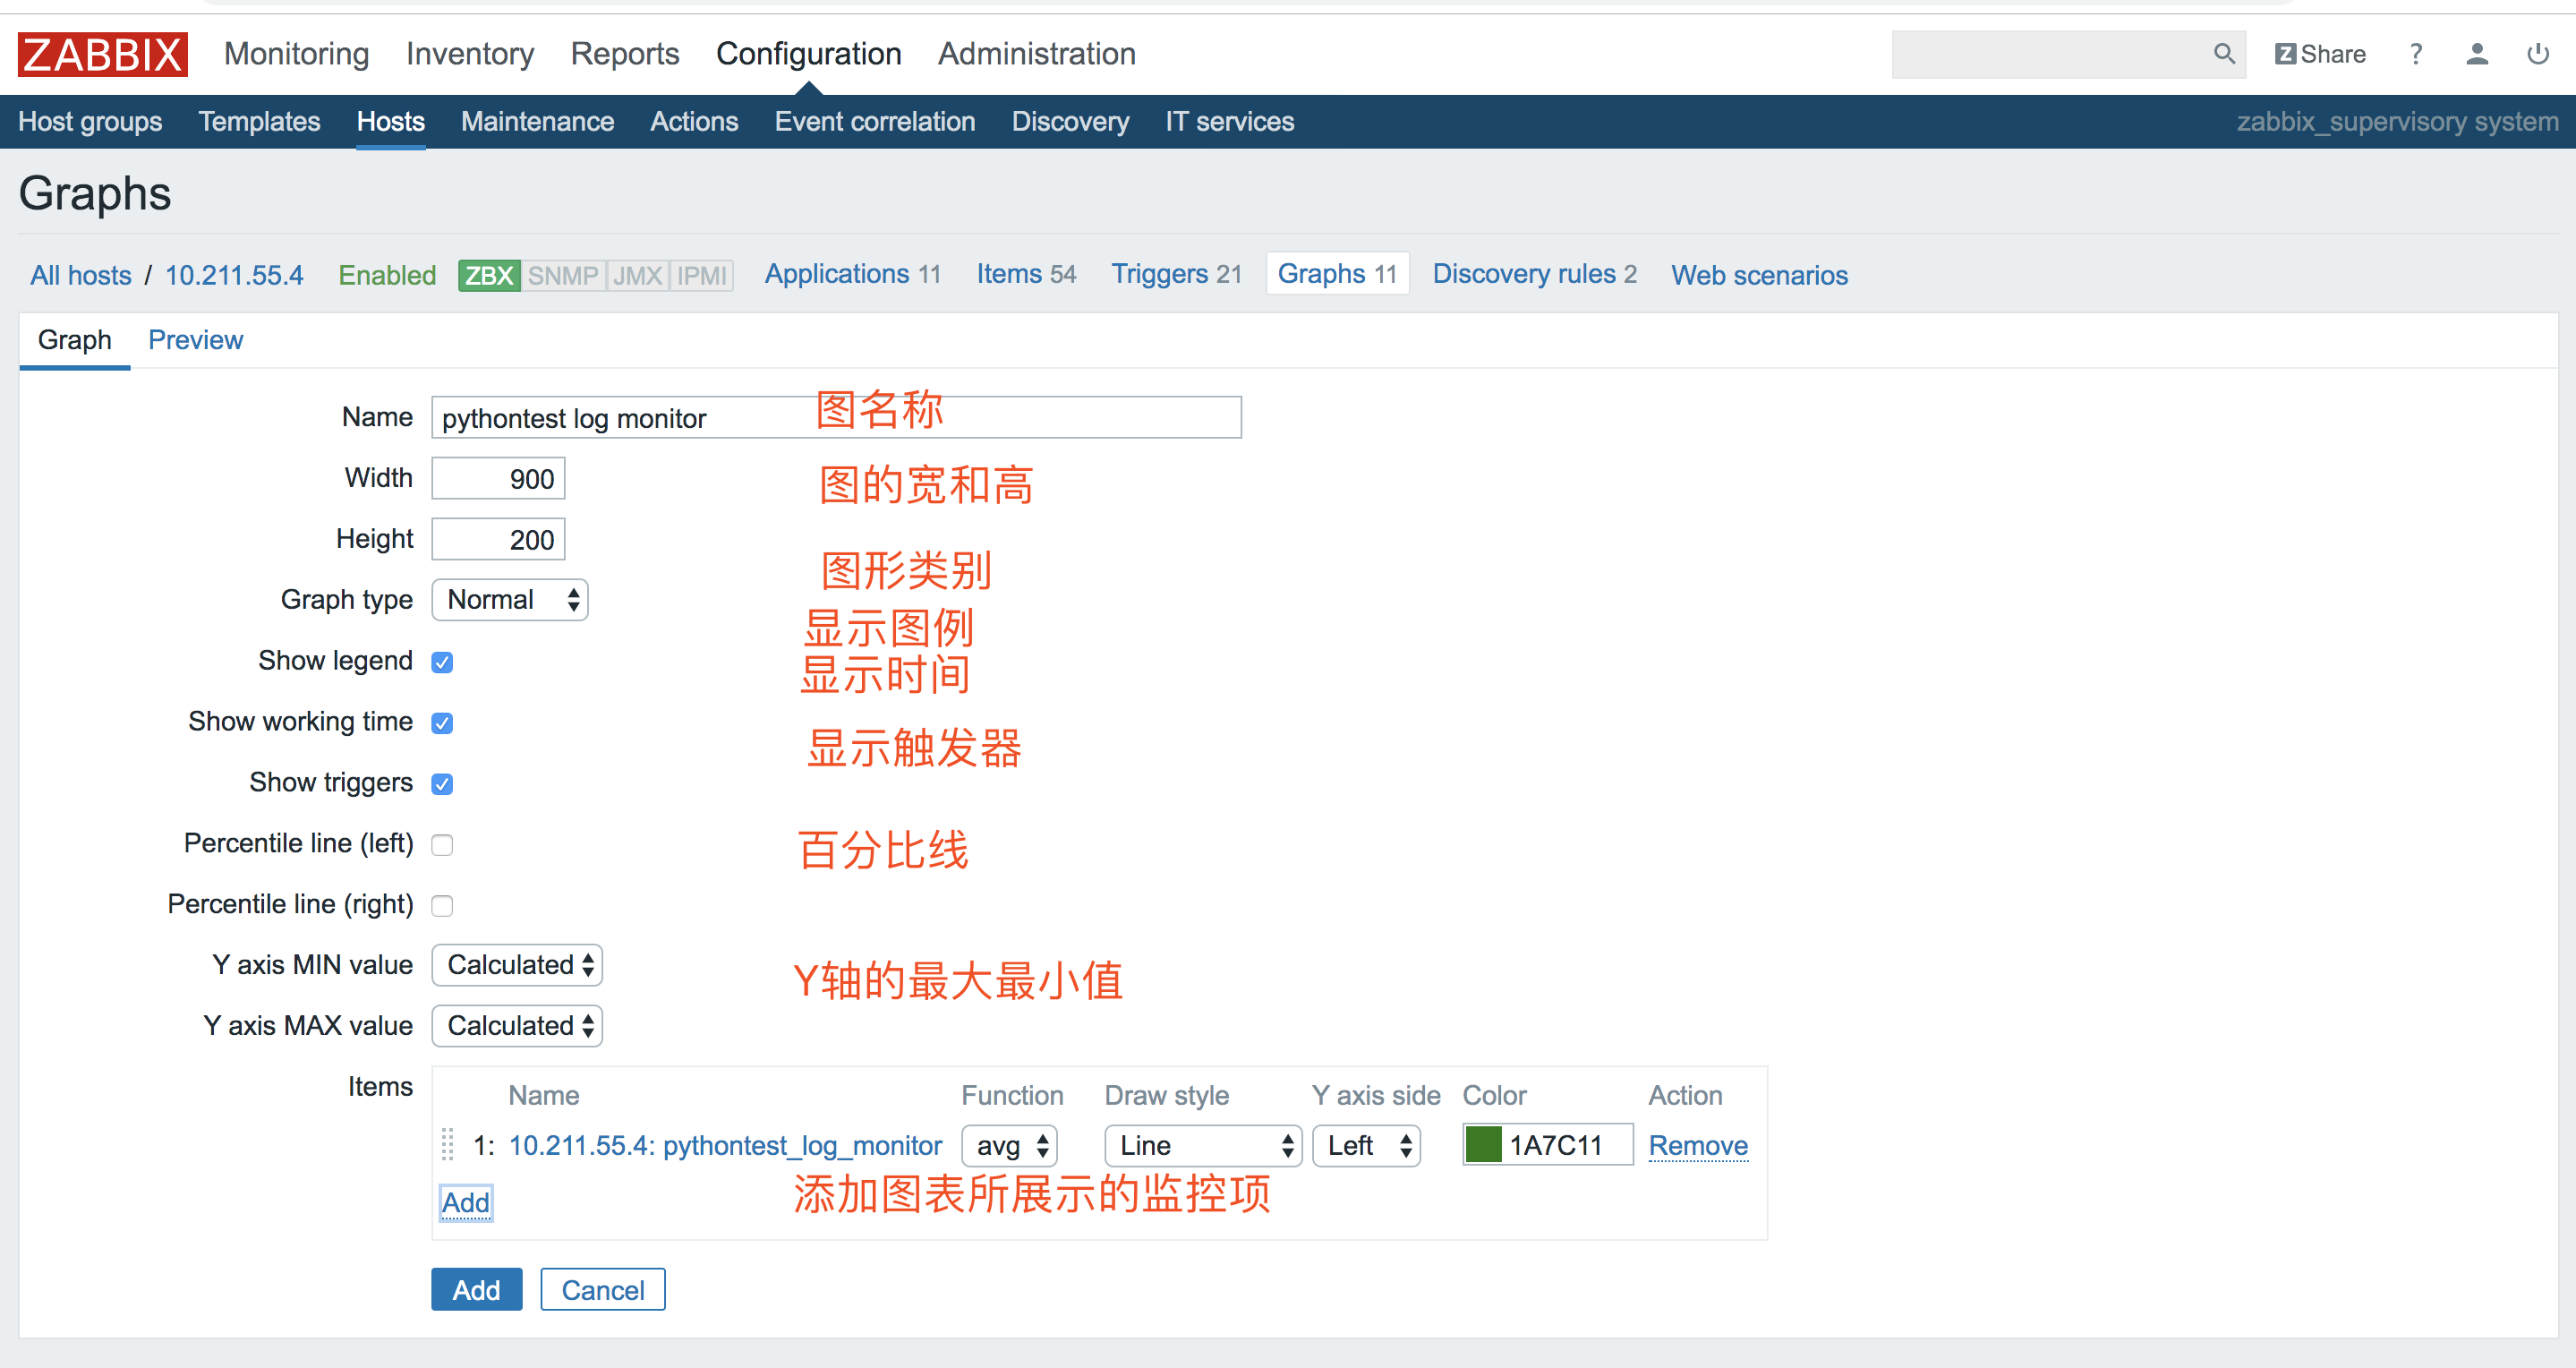 ZABBIX Monitoring Inventory Reports Configuration Administration Z Share ?
Host groups Templates Hosts Maintenance Actions Event correlation Discovery IT services zabbix_supervisory system
Graphs
All hosts / 10.211.55.4 Enabled ZBX SNMP JMX IPMI Applications 11 Items 54 Triggers 21 Graphs 11 Discovery rules 2 Web scenarios
Graph Preview
Name pythontest log monitor 图名称
Width 900 图的宽和高
Height 200
图形类别
Graph type Normal
显示图例
Show legend 显示时间
Show working time
显示触发器
Show triggers
Percentile line (left) 百分比线
Percentile line (right)
Y axis MIN value Calculated Y轴的最大最小值
Y axis MAX value Calculated
Items Name Function Draw style Y axis side Color Action
1: 10.211.55.4: pythontest_log_monitor avg Line Left 1A7C11 Remove
Add 添加图表所展示的监控项
Add Cancel